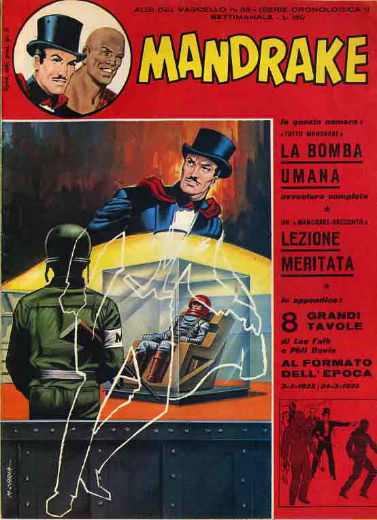 ALBI DEL VASCELLO n. 38 - (SERIE CRONOLOGICA 1)
SETTIMANALE - L. 150
MANDRAKE
In questo numero:
«TUTTO MANDRAKE»
LA BOMBA
UMANA
avventura completa
UN «MANDRAKE-RACCONTO»
LEZIONE
MERITATA
In appendice:
8 GRANDI
TAVOLE
di Lee Falk
e Phil Davis
AL FORMATO
DELL'EPOCA
3-2-1935 / 24-3-1935
N